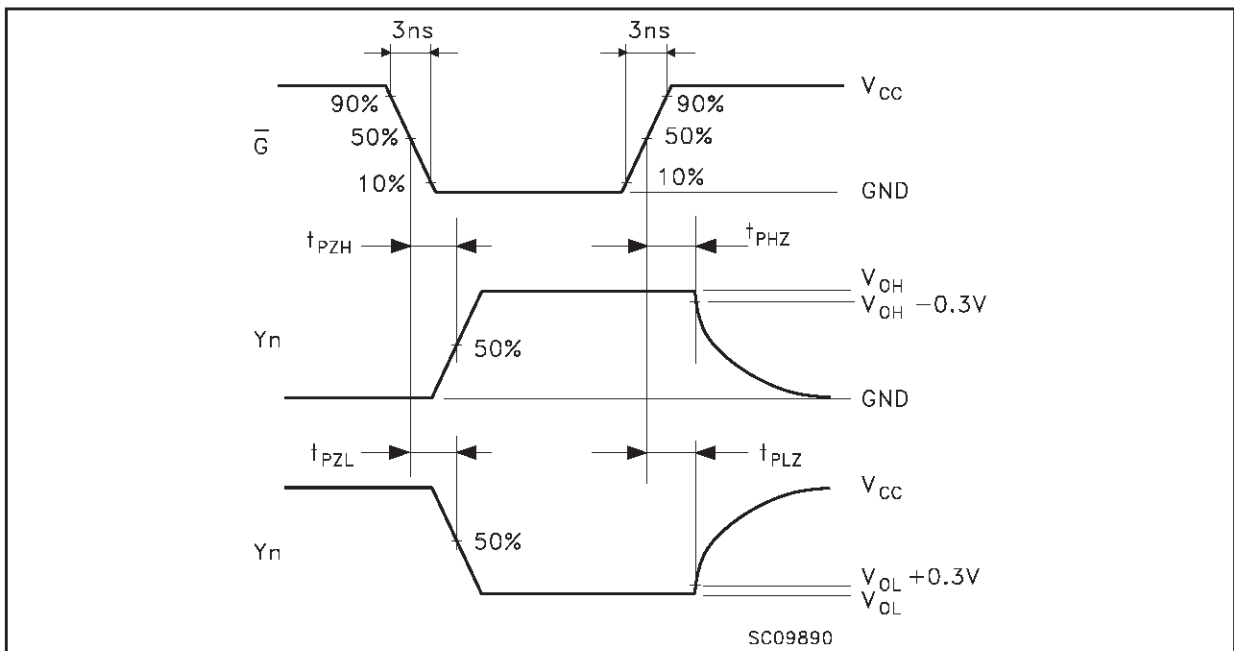 3ns 3ns
V_CC
90% 90%
50% 50%
G̅
10% 10%
GND
t_PZH t_PHZ
V_OH
V_OH −0.3V
Yn
50%
GND
t_PZL t_PLZ
V_CC
50%
Yn
V_OL +0.3V
V_OL
SC09890